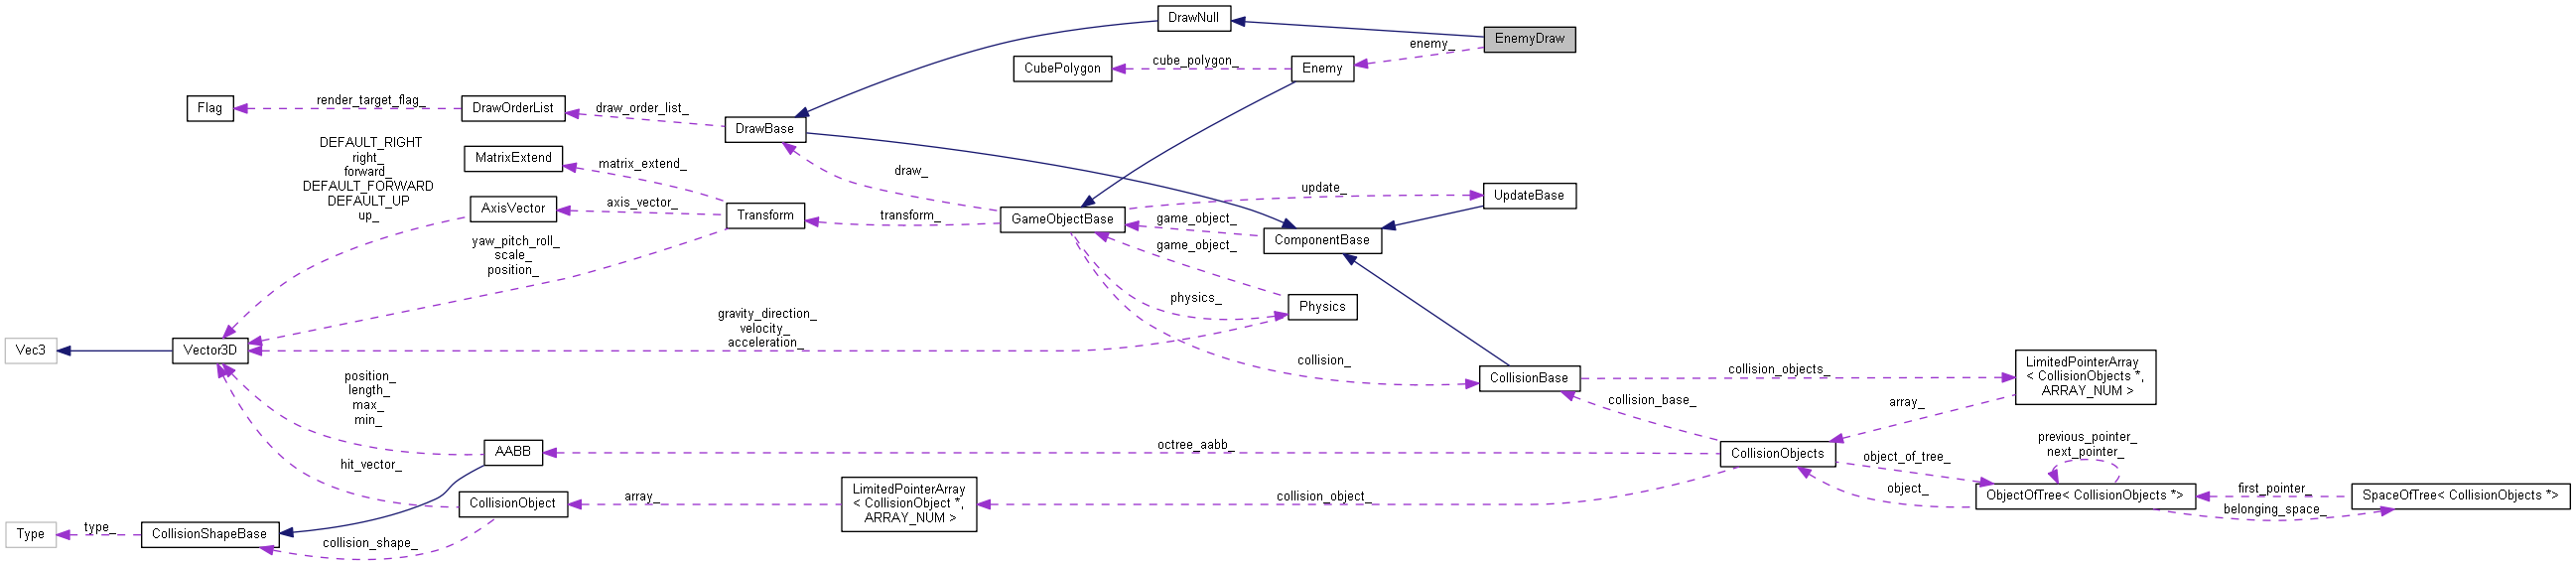 DrawNull
EnemyDraw
enemy_
CubePolygon
cube_polygon_
Enemy
Flag
render_target_flag_
DrawOrderList
draw_order_list_
DrawBase
DEFAULT_RIGHT
right_
forward_
DEFAULT_FORWARD
DEFAULT_UP
up_
MatrixExtend
matrix_extend_
draw_
update_
UpdateBase
AxisVector
axis_vector_
Transform
transform_
GameObjectBase
game_object_
ComponentBase
game_object_
yaw_pitch_roll_
scale_
position_
physics_
Physics
gravity_direction_
velocity_
acceleration_
Vec3
Vector3D
collision_
CollisionBase
collision_objects_
LimitedPointerArray
< CollisionObjects *,
ARRAY_NUM >
position_
length_
max_
min_
collision_base_
array_
AABB
octree_aabb_
CollisionObjects
object_of_tree_
previous_pointer_
next_pointer_
hit_vector_
CollisionObject
array_
LimitedPointerArray
< CollisionObject *,
ARRAY_NUM >
collision_object_
object_
ObjectOfTree< CollisionObjects *>
first_pointer_
belonging_space_
SpaceOfTree< CollisionObjects *>
Type
type_
CollisionShapeBase
collision_shape_